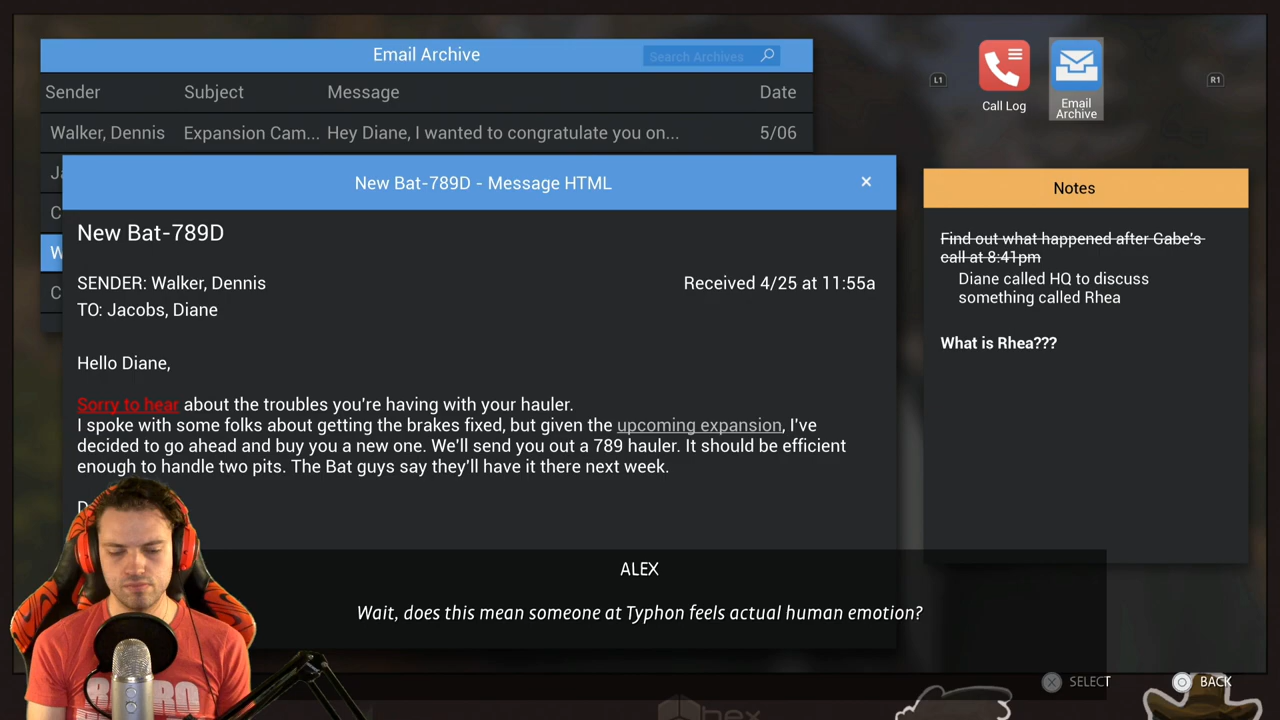 Email Archive
Search Archives
Sender Subject Message Date
Walker, Dennis Expansion Cam... Hey Diane, I wanted to congratulate you on... 5/06
New Bat-789D - Message HTML
×
New Bat-789D
SENDER: Walker, Dennis
Received 4/25 at 11:55a
TO: Jacobs, Diane
Hello Diane,
Sorry to hear about the troubles you're having with your hauler.
I spoke with some folks about getting the brakes fixed, but given the upcoming expansion, I've
decided to go ahead and buy you a new one. We'll send you out a 789 hauler. It should be efficient
enough to handle two pits. The Bat guys say they'll have it there next week.
L1
Call Log
Email
Archive
R1
Notes
Find out what happened after Gabe's
call at 8:41pm
Diane called HQ to discuss
something called Rhea
What is Rhea???
ALEX
Wait, does this mean someone at Typhon feels actual human emotion?
SELECT
BACK